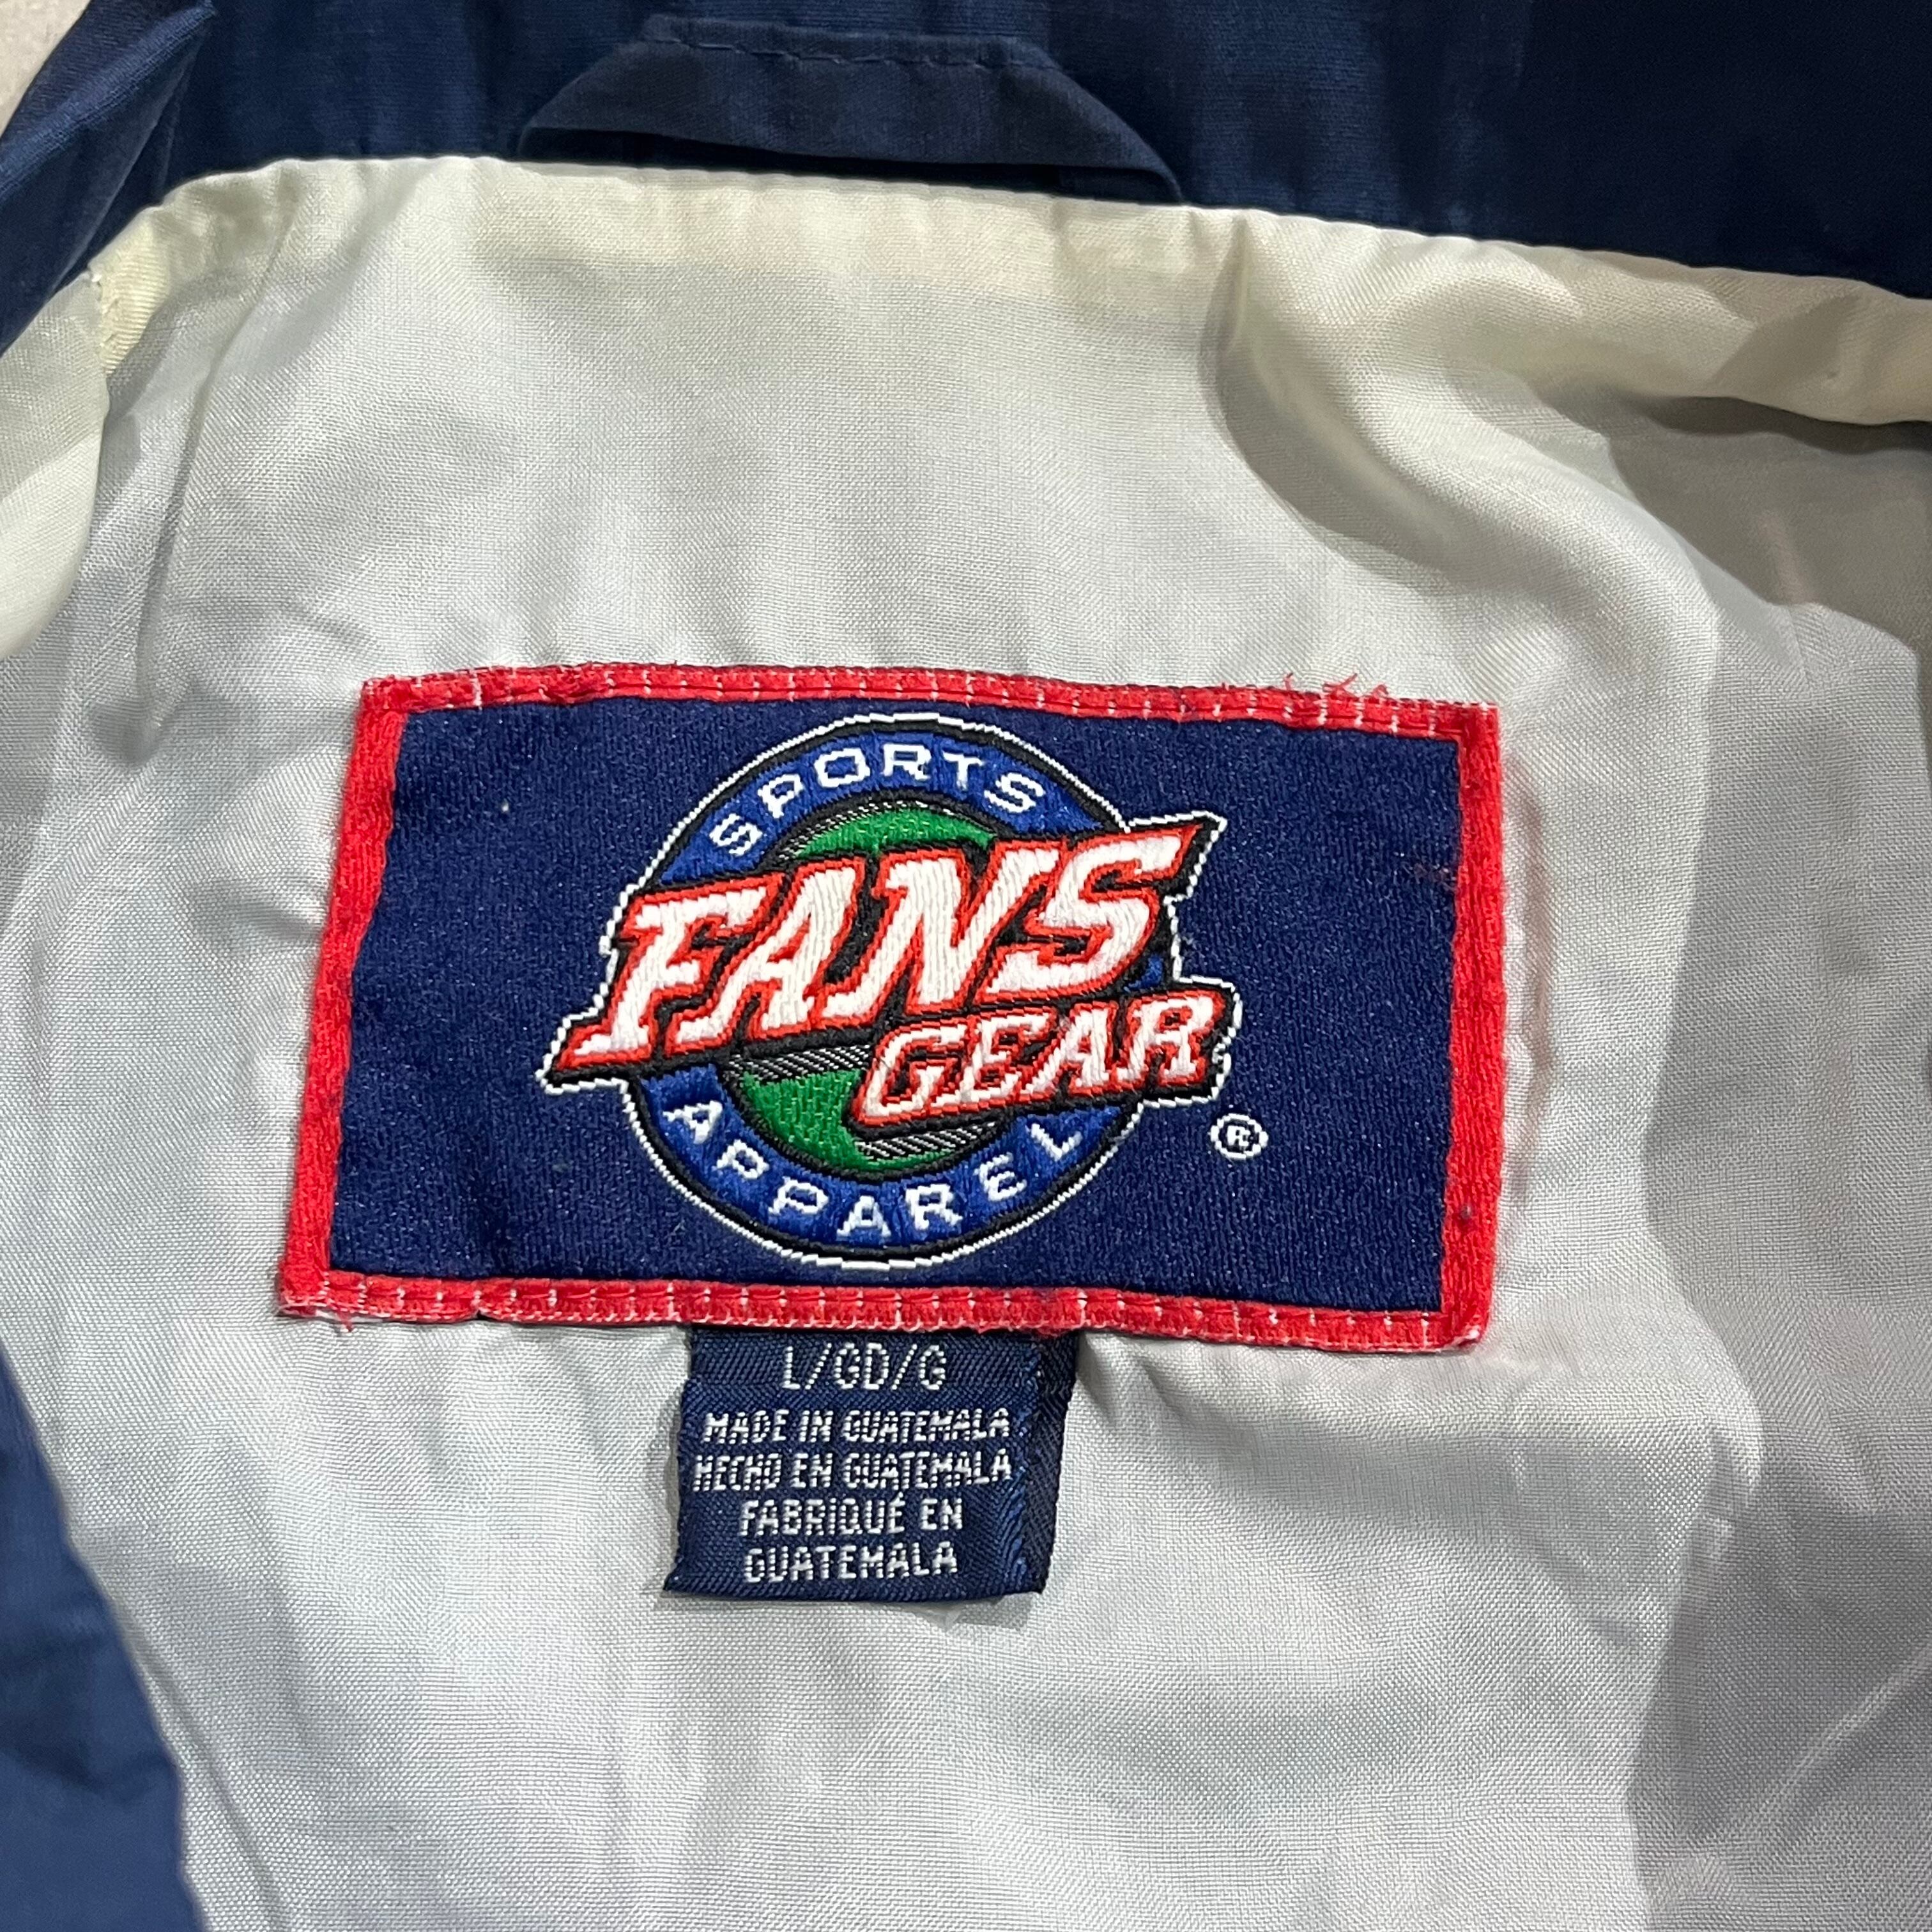 SPORTS
FANS
GEAR
APPAREL
®
L/GD/G
MADE IN GUATEMALA
HECHO EN GUATEMALA
FABRIQUÉ EN
GUATEMALA